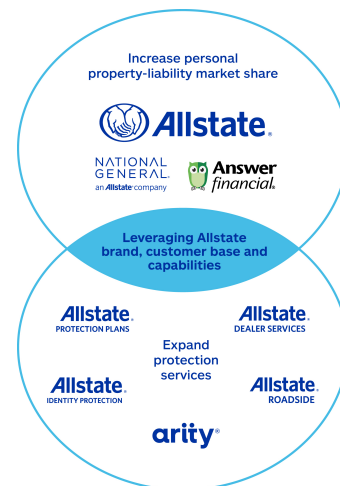 Increase personal
property-liability market share
Allstate®
NATIONAL
GENERAL®
an Allstate company
Answer
financial®
Leveraging Allstate
brand, customer base and
capabilities
Allstate®
PROTECTION PLANS
Allstate®
DEALER SERVICES
Expand
protection
services
Allstate®
IDENTITY PROTECTION
Allstate®
ROADSIDE
arity®